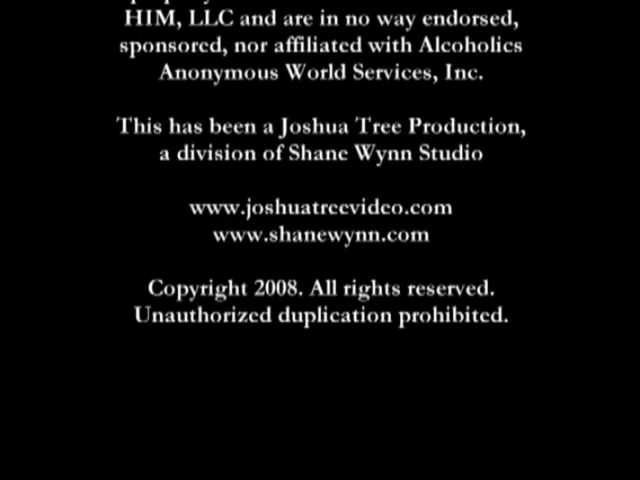 HIM, LLC and are in no way endorsed,
sponsored, nor affiliated with Alcoholics
Anonymous World Services, Inc.
This has been a Joshua Tree Production,
a division of Shane Wynn Studio
www.joshuatreevideo.com
www.shanewynn.com
Copyright 2008. All rights reserved.
Unauthorized duplication prohibited.